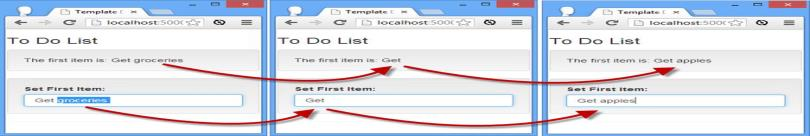 Template D
localhost:500
To Do List
The first item is: Get groceries
Set First Item:
Get groceries
Template D
localhost:500
To Do List
The first item is: Get
Set First Item:
Get
Template D
localhost:500
To Do List
The first item is: Get apples
Set First Item:
Get apples